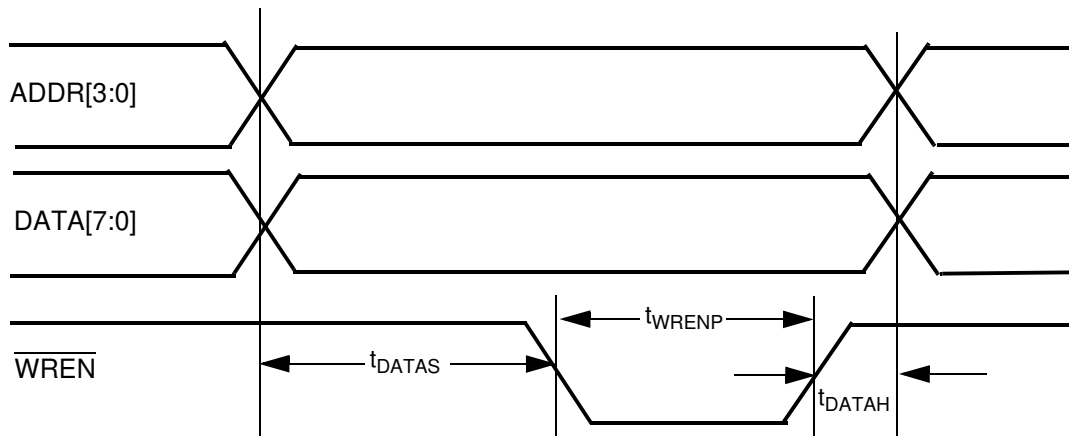 ADDR[3:0]
DATA[7:0]
tWRENP
WREN
tDATAS
tDATAH